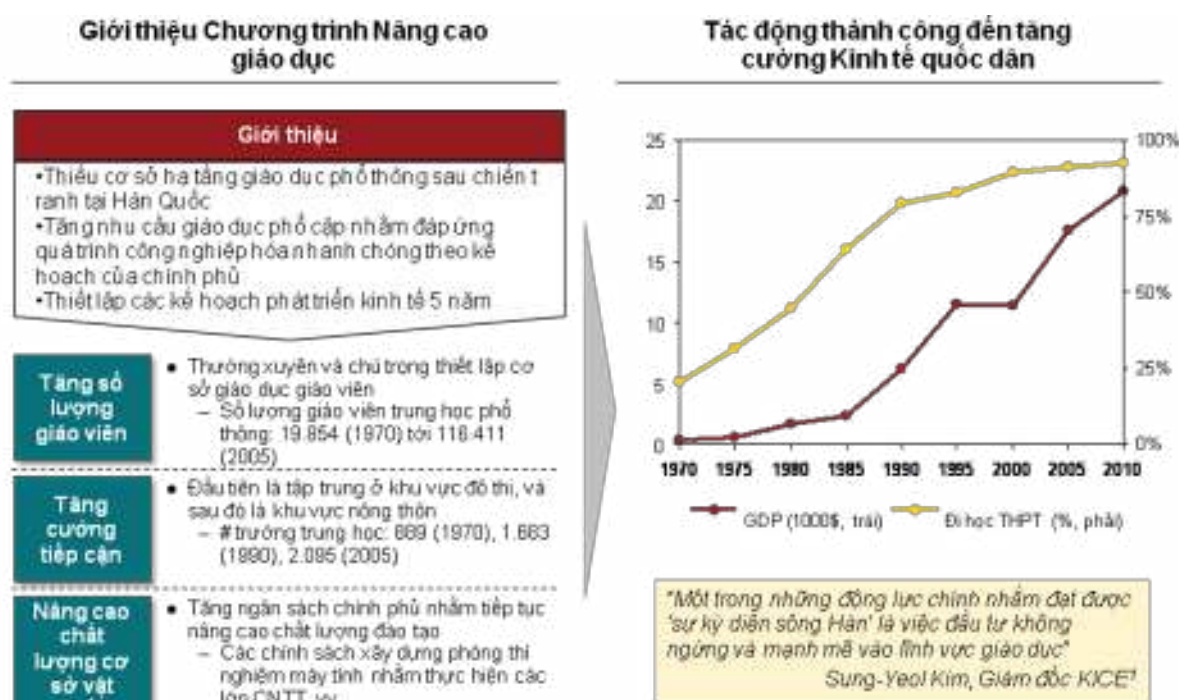 Giới thiệu Chương trình Nâng cao
giáo dục
Giới thiệu
•Thiếu cơ sở hạ tầng giáo dục phổ thông sau chiến t
ranh tại Hàn Quốc
•Tăng nhu cầu giáo dục phổ cập nhằm đáp ứng
quá trình công nghiệp hóa nhanh chóng theo kế
hoạch của chính phủ
•Thiết lập các kế hoạch phát triển kinh tế 5 năm
Tăng số
lượng
giáo viên
• Thường xuyên và chú trọng thiết lập cơ
sở giáo dục giáo viên
– Số lượng giáo viên trung học phổ
thông: 19.854 (1970) tới 116.411
(2005)
Tăng
cường
tiếp cận
• Đầu tiên là tập trung ở khu vực đô thị, và
sau đó là khu vực nông thôn
– # trường trung học: 889 (1970), 1.683
(1990), 2.095 (2005)
Nâng cao
chất
lượng cơ
sở vật
• Tăng ngân sách chính phủ nhằm tiếp tục
nâng cao chất lượng đào tạo
– Các chính sách xây dựng phòng thí
nghiệm máy tính nhằm thực hiện các
lớp CNTT, vv
Tác động thành công đến tăng
cường Kinh tế quốc dân
25
20
15
10
5
0
100%
75%
50%
25%
0%
1970 1975 1980 1985 1990 1995 2000 2005 2010
GDP (1000$, trái) Đi học THPT (%, phải)
"Một trong những động lực chính nhằm đạt được
'sự kỳ diên sông Hàn' là việc đầu tư không
ngừng và mạnh mẽ vào lĩnh vực giáo dục"
Sung-Yeol Kim, Giám đốc KICE¹